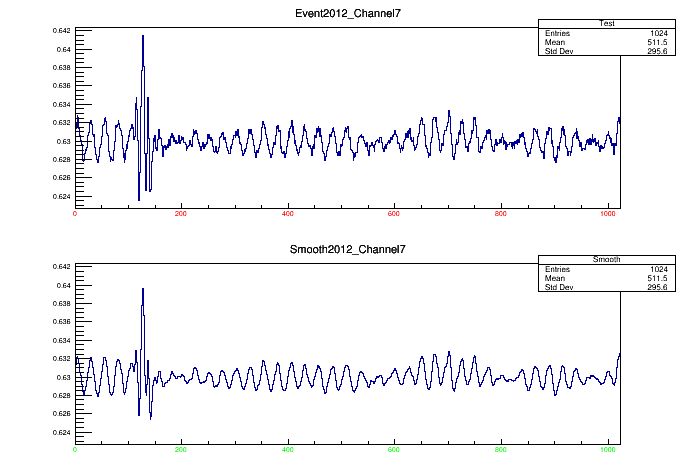 Event2012_Channel7
Test
Entries 1024
Mean 511.5
Std Dev 295.6
0.642
0.64
0.638
0.636
0.634
0.632
0.63
0.628
0.626
0.624
0 200 400 600 800 1000
Smooth2012_Channel7
Smooth
Entries 1024
Mean 511.5
Std Dev 295.6
0.642
0.64
0.638
0.636
0.634
0.632
0.63
0.628
0.626
0.624
0 200 400 600 800 1000